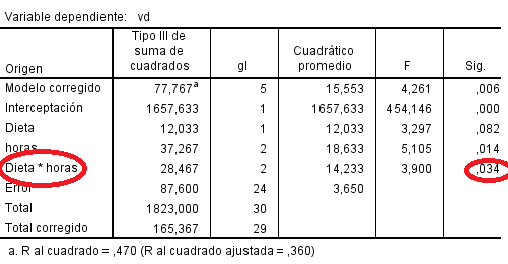 Variable dependiente: vd
Origen Tipo III de suma de cuadrados gl Cuadrático promedio F Sig.
Modelo corregido 77,767a 5 15,553 4,261 ,006
Interceptación 1657,633 1 1657,633 454,146 ,000
Dieta 12,033 1 12,033 3,297 ,082
horas 37,267 2 18,633 5,105 ,014
Dieta * horas 28,467 2 14,233 3,900 ,034
Error 87,600 24 3,650
Total 1823,000 30
Total corregido 165,367 29
a. R al cuadrado = ,470 (R al cuadrado ajustada = ,360)